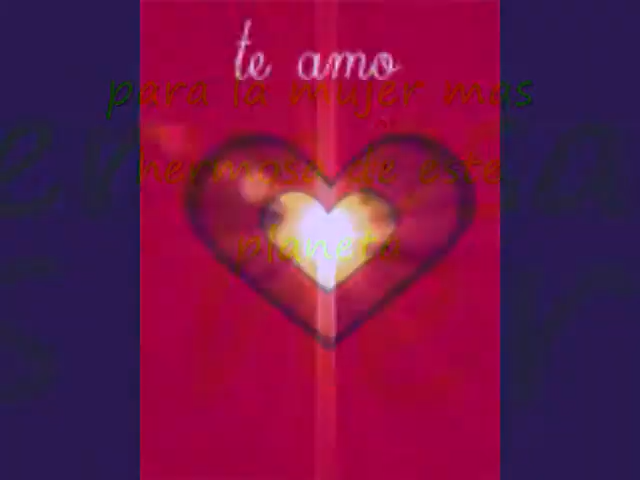 te amo
para la mujer mas
hermosa de este
planeta